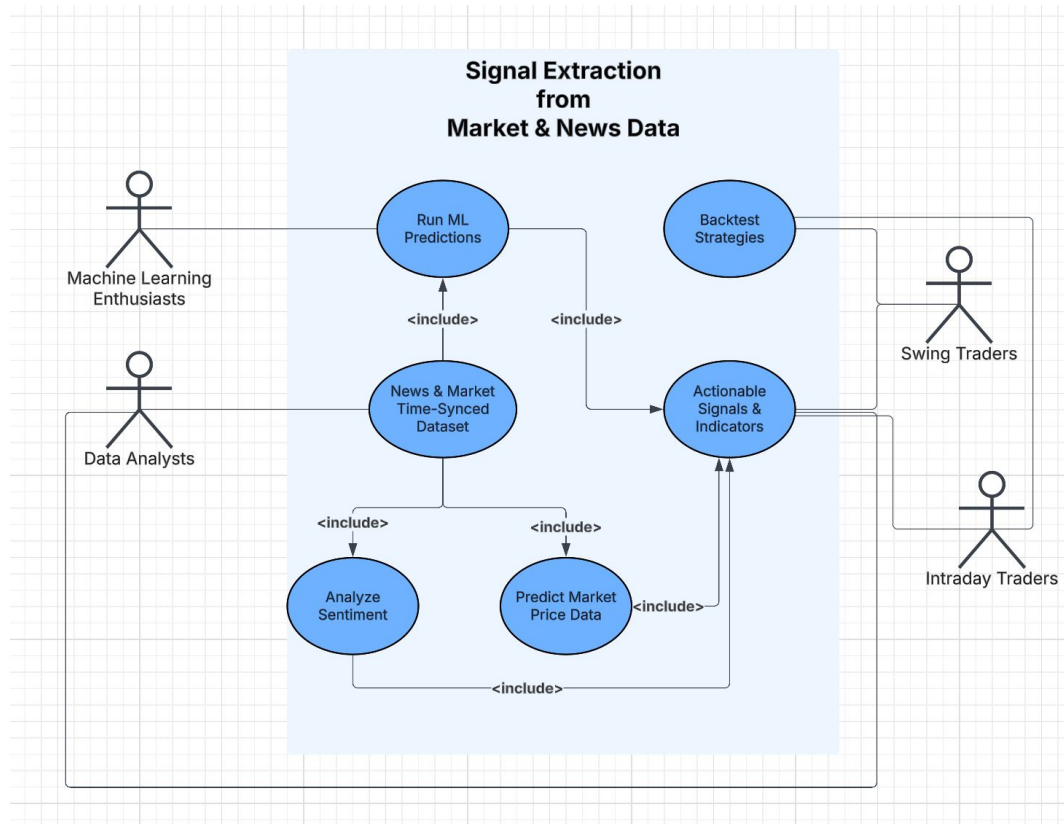 Signal Extraction
from
Market & News Data
Run ML
Predictions
Backtest
Strategies
Machine Learning
Enthusiasts
<include>
<include>
Swing Traders
News & Market
Time-Synced
Dataset
Actionable
Signals &
Indicators
Data Analysts
<include>
<include>
Intraday Traders
Analyze
Sentiment
Predict Market
Price Data
<include>
<include>